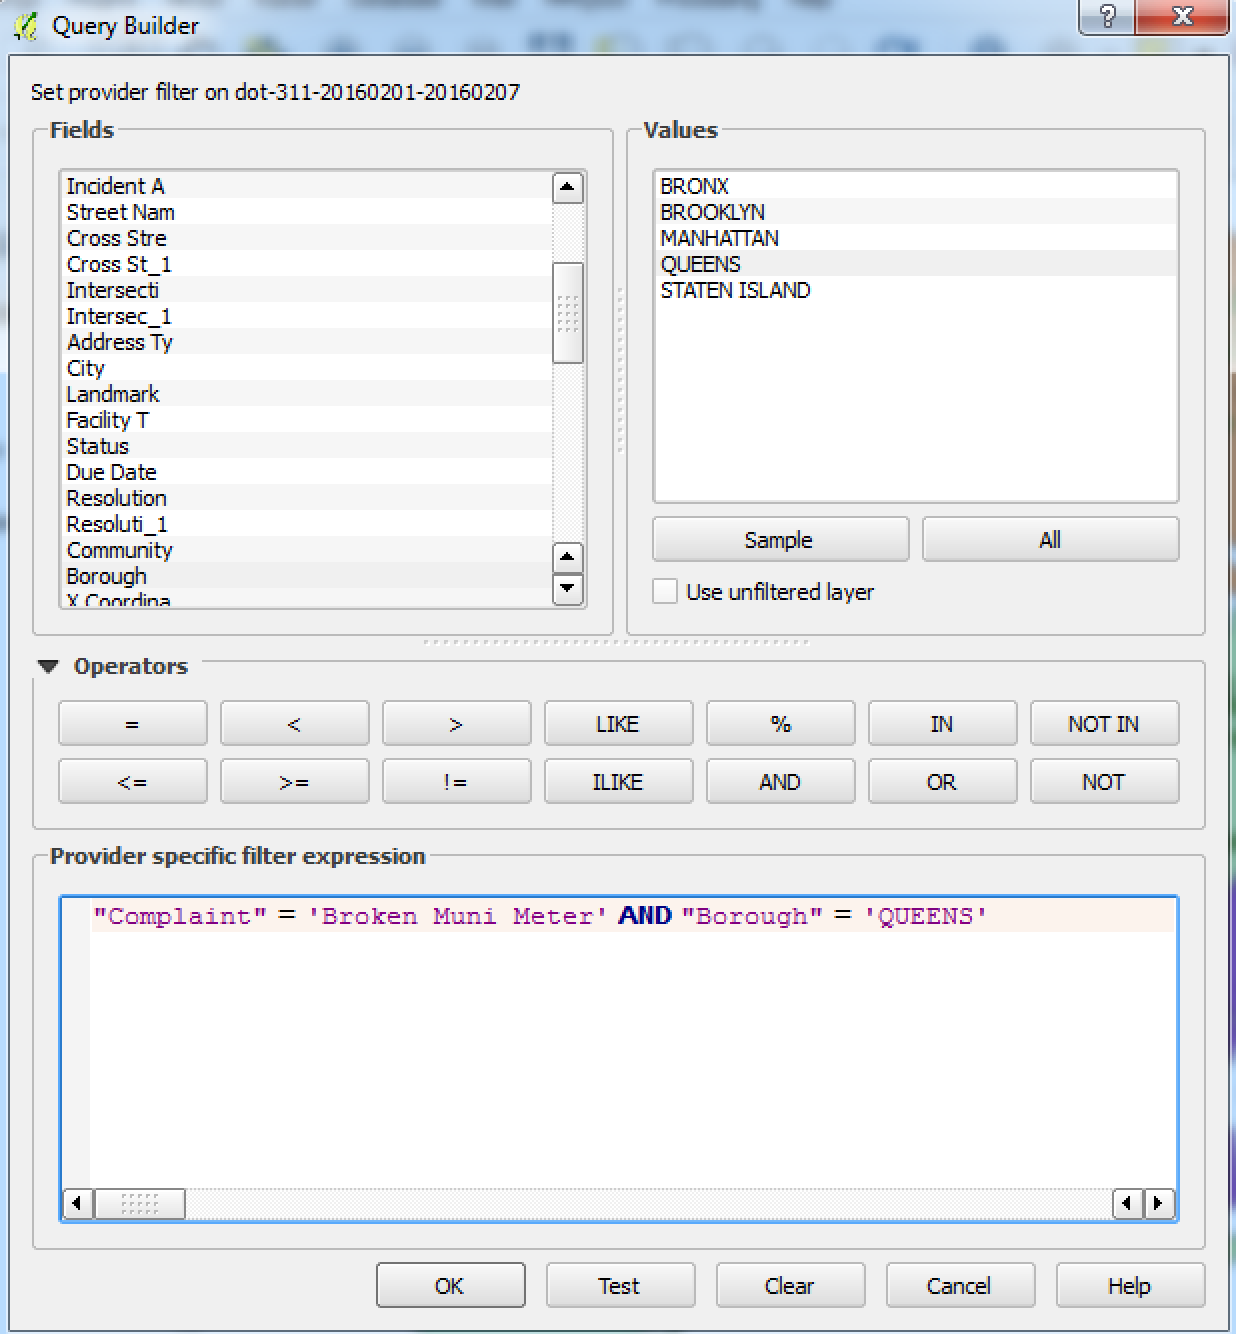 Query Builder
?
Set provider filter on dot-311-20160201-20160207
Fields
Incident A
Street Nam
Cross Stre
Cross St_1
Intersecti
Intersec_1
Address Ty
City
Landmark
Facility T
Status
Due Date
Resolution
Resoluti_1
Community
Borough
X Coordina
Values
BRONX
BROOKLYN
MANHATTAN
QUEENS
STATEN ISLAND
Sample All
Use unfiltered layer
Operators
= < > LIKE % IN NOT IN
<= >= != ILIKE AND OR NOT
Provider specific filter expression
"Complaint" = 'Broken Muni Meter' AND "Borough" = 'QUEENS'
OK Test Clear Cancel Help